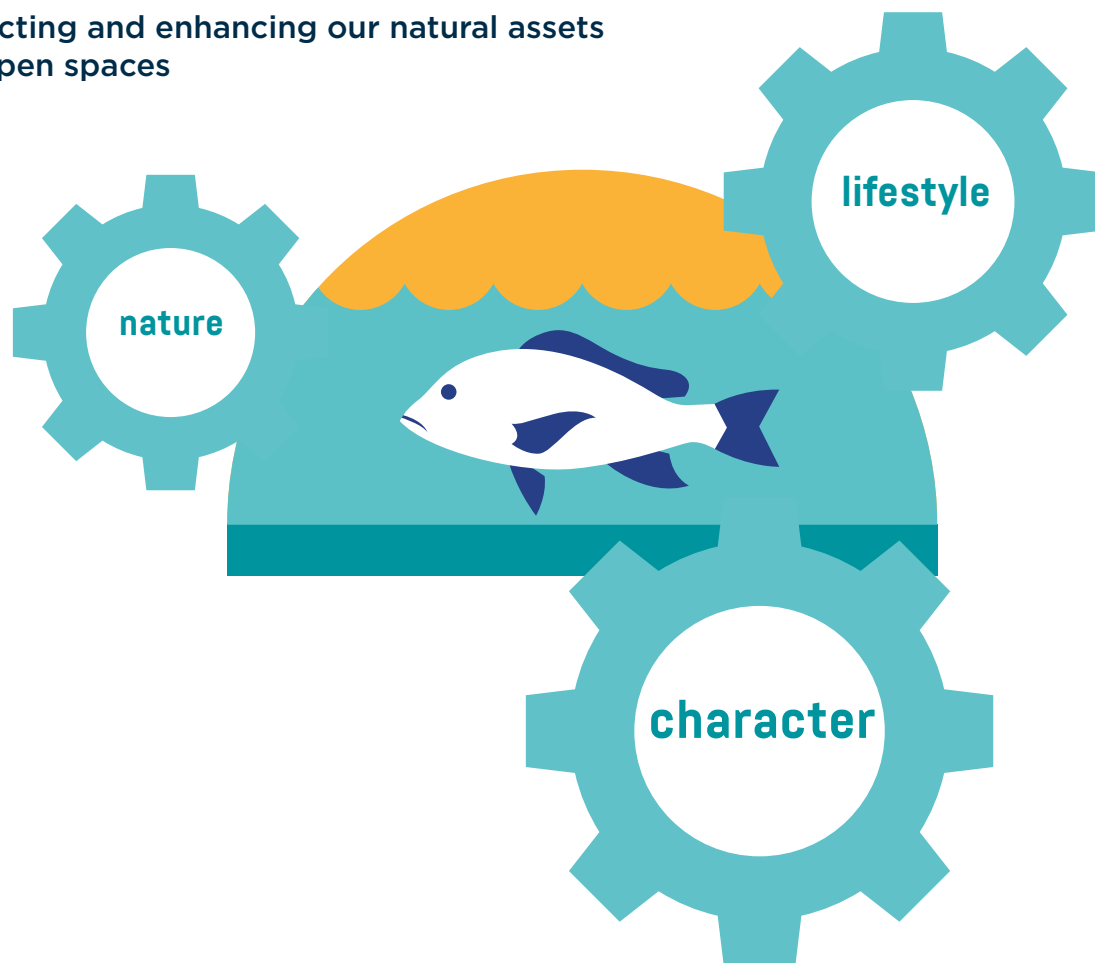 cting and enhancing our natural assets
pen spaces
lifestyle
nature
character